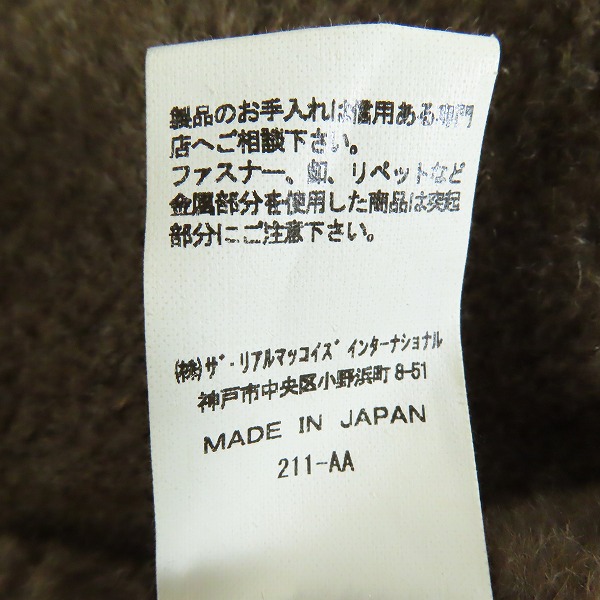 製品のお手入れは信用ある専門
店へご相談下さい。
ファスナー、釦、リベットなど
金属部分を使用した商品は突起
部分にご注意下さい。
(株)ｻﾞ･リアルマッコイズ インターナショナル
神戸市中央区小野浜町 8-51
MADE IN JAPAN
211-AA